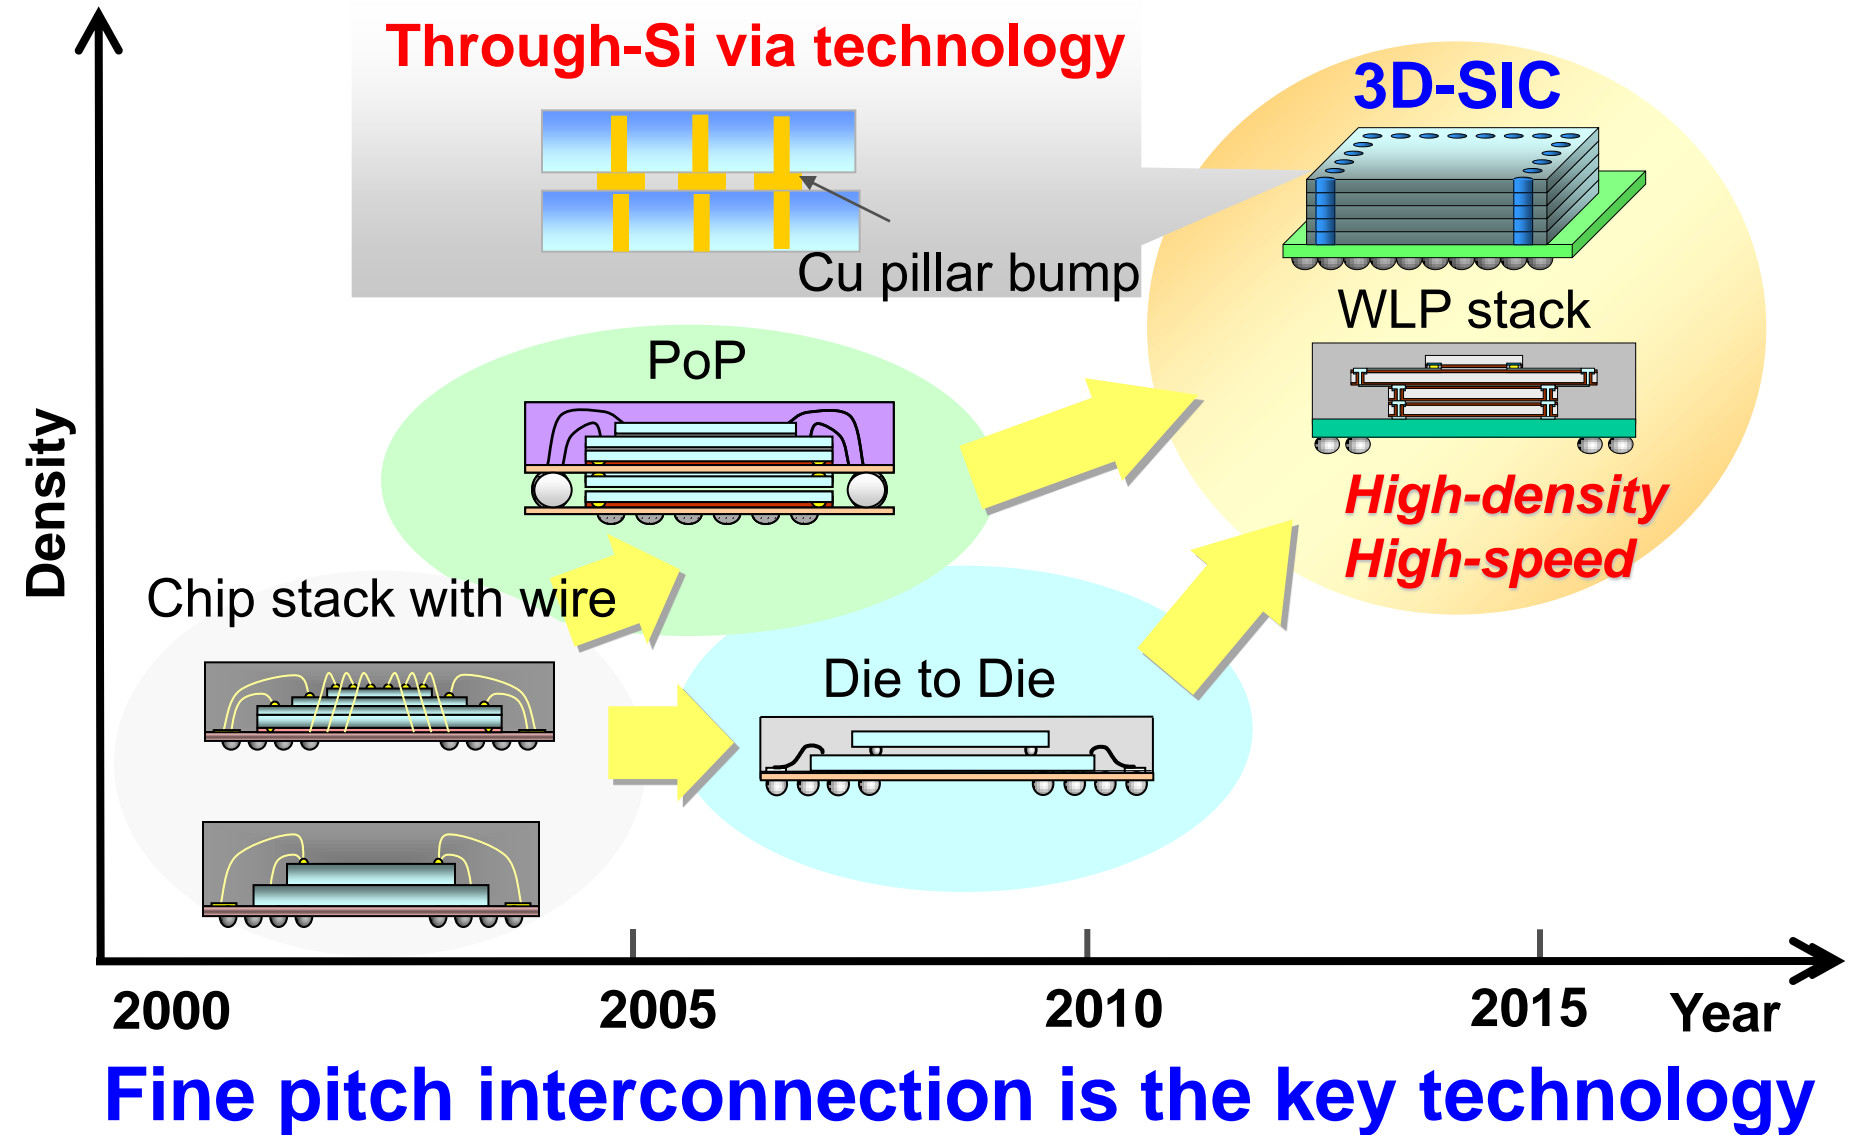 Through-Si via technology
3D-SIC
Cu pillar bump
WLP stack
PoP
Density
High-density
High-speed
Chip stack with wire
Die to Die
2000
2005
2010
2015
Year
Fine pitch interconnection is the key technology